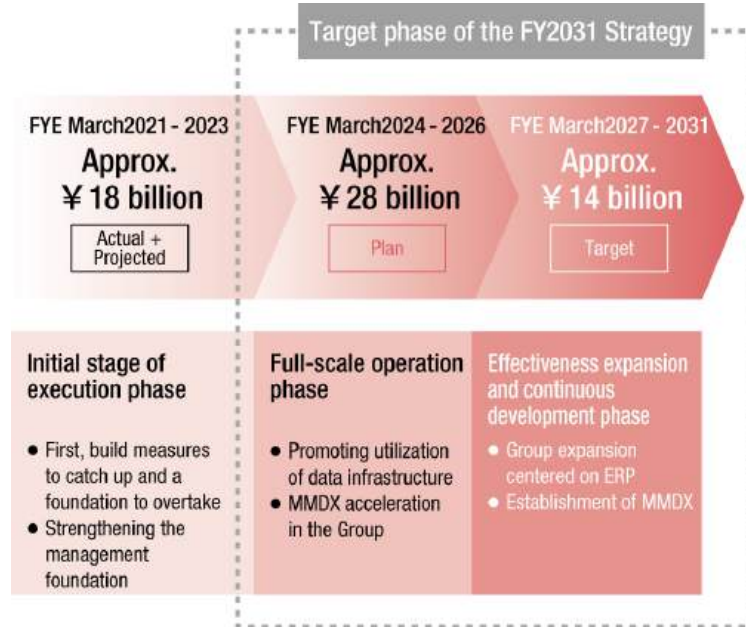 Target phase of the FY2031 Strategy
FYE March2021 - 2023
Approx.
¥ 18 billion
Actual +
Projected
FYE March2024 - 2026
Approx.
¥ 28 billion
Plan
FYE March2027 - 2031
Approx.
¥ 14 billion
Target
Initial stage of
execution phase
● First, build measures
to catch up and a
foundation to overtake
● Strengthening the
management
foundation
Full-scale operation
phase
● Promoting utilization
of data infrastructure
● MMDX acceleration
in the Group
Effectiveness expansion
and continuous
development phase
● Group expansion
centered on ERP
● Establishment of MMDX